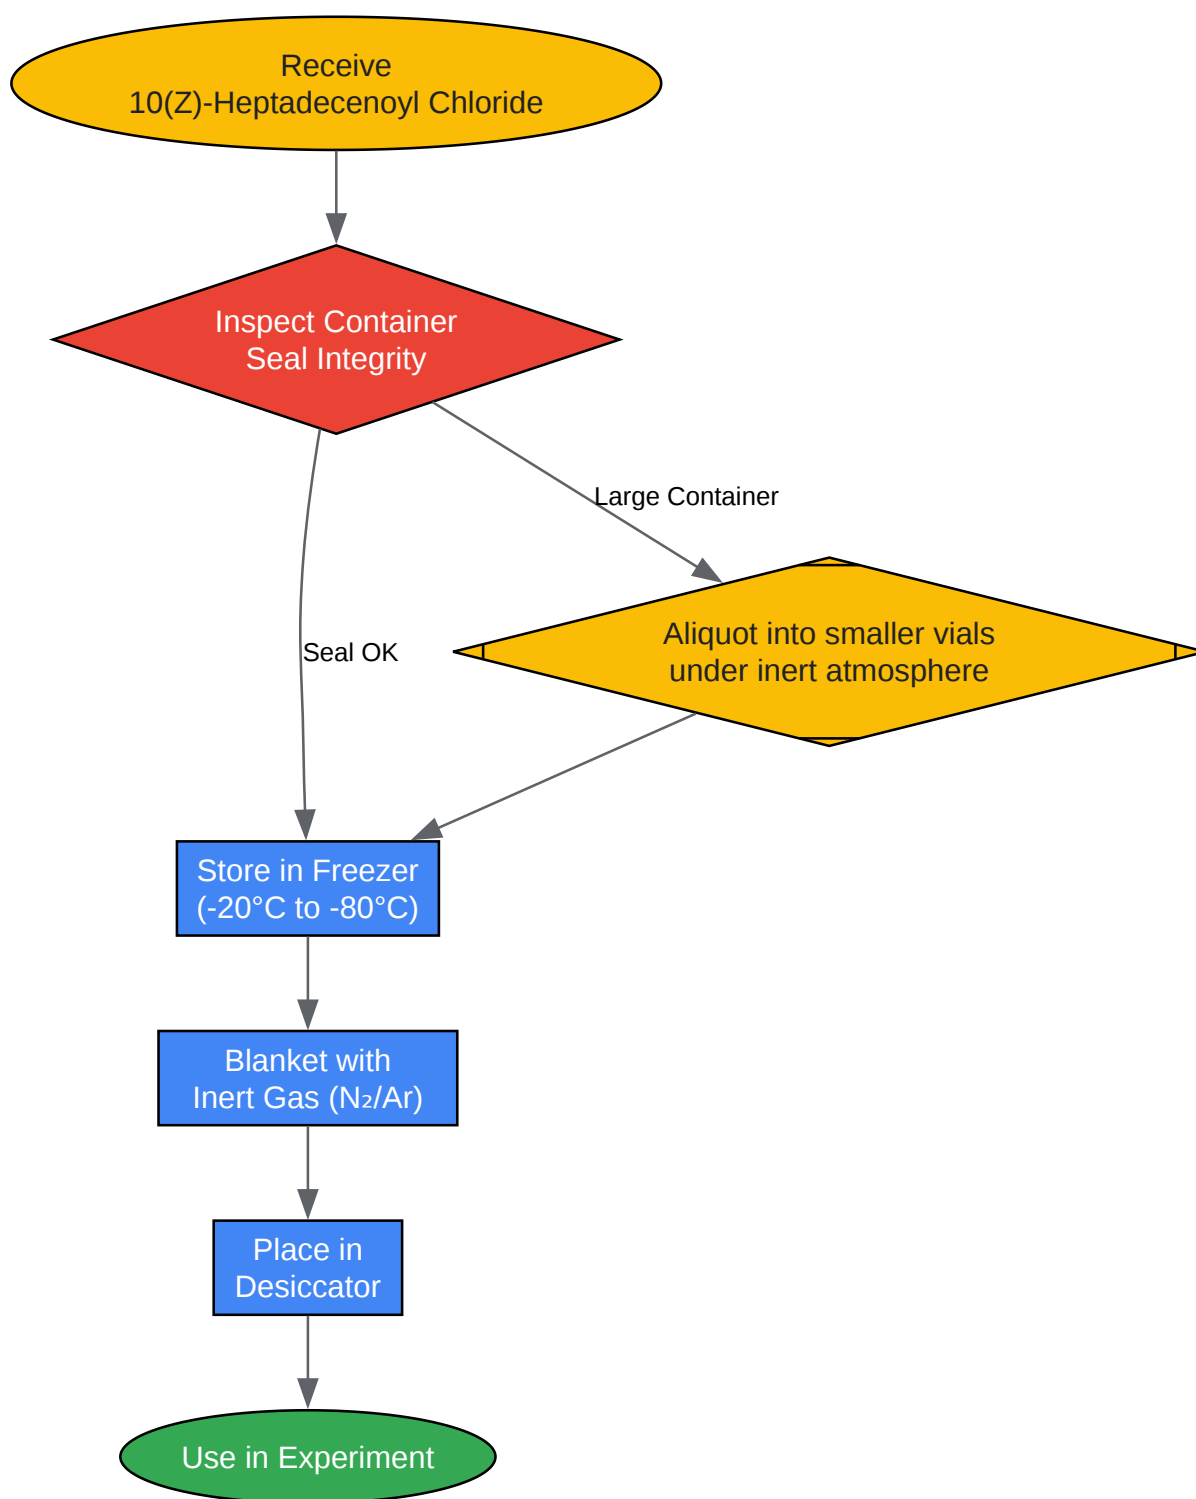 Receive
10(Z)-Heptadecenoyl Chloride
Inspect Container
Seal Integrity
Large Container
Aliquot into smaller vials
under inert atmosphere
Seal OK
Store in Freezer
(-20°C to -80°C)
Blanket with
Inert Gas (N₂/Ar)
Place in
Desiccator
Use in Experiment